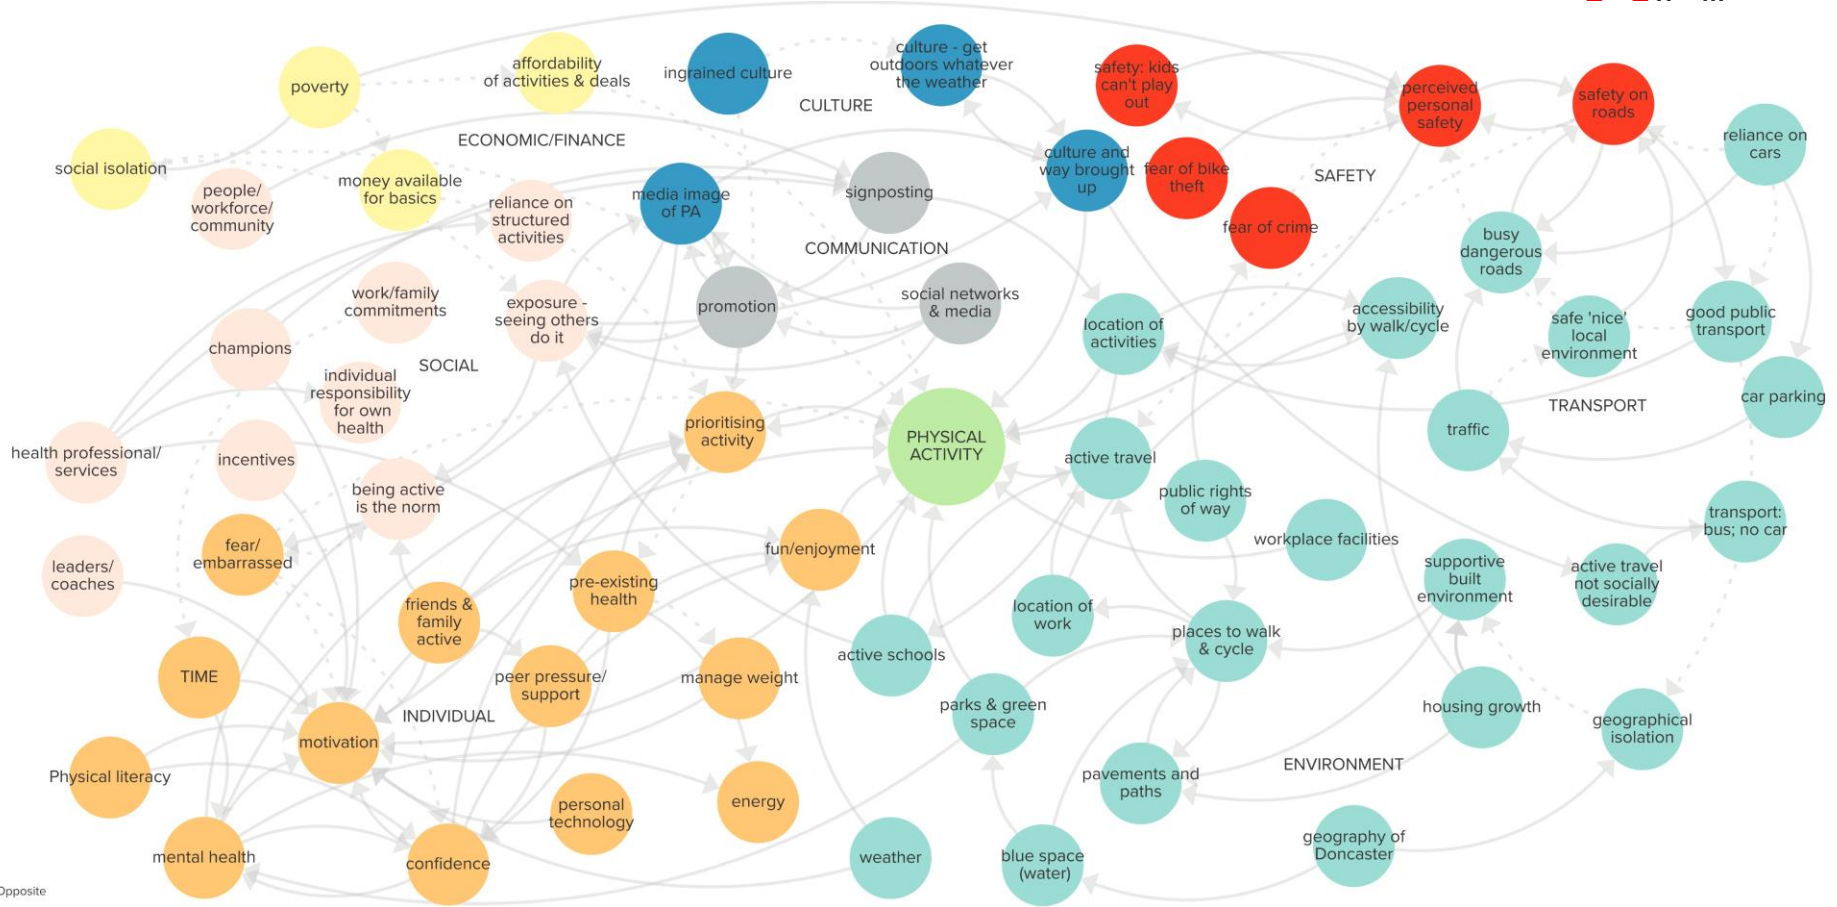 poverty
affordability
of activities & deals
ingrained culture
culture - get
outdoors whatever
the weather
safety: kids
can't play
out
perceived
personal
safety
safety on
roads
reliance on
cars
CULTURE
ECONOMIC/FINANCE
social isolation
people/
workforce/
community
money available
for basics
reliance on
structured
activities
media image
of PA
signposting
culture and
way brought
up
fear of bike
theft
SAFETY
fear of crime
COMMUNICATION
busy
dangerous
roads
work/family
commitments
exposure -
seeing others
do it
promotion
social networks
& media
location of
activities
accessibility
by walk/cycle
safe 'nice'
local
environment
good public
transport
champions
SOCIAL
individual
responsibility
for own
health
car parking
TRANSPORT
health professional/
services
incentives
being active
is the norm
prioritising
activity
PHYSICAL
ACTIVITY
active travel
traffic
public rights
of way
transport:
bus; no car
leaders/
coaches
fear/
embarrassed
fun/enjoyment
workplace facilities
pre-existing
health
friends &
family
active
supportive
built
environment
active travel
not socially
desirable
location of
work
places to walk
& cycle
active schools
TIME
peer pressure/
support
manage weight
INDIVIDUAL
parks & green
space
housing growth
geographical
isolation
motivation
Physical literacy
personal
technology
energy
pavements and
paths
ENVIRONMENT
mental health
confidence
weather
blue space
(water)
geography of
Doncaster
Opposite